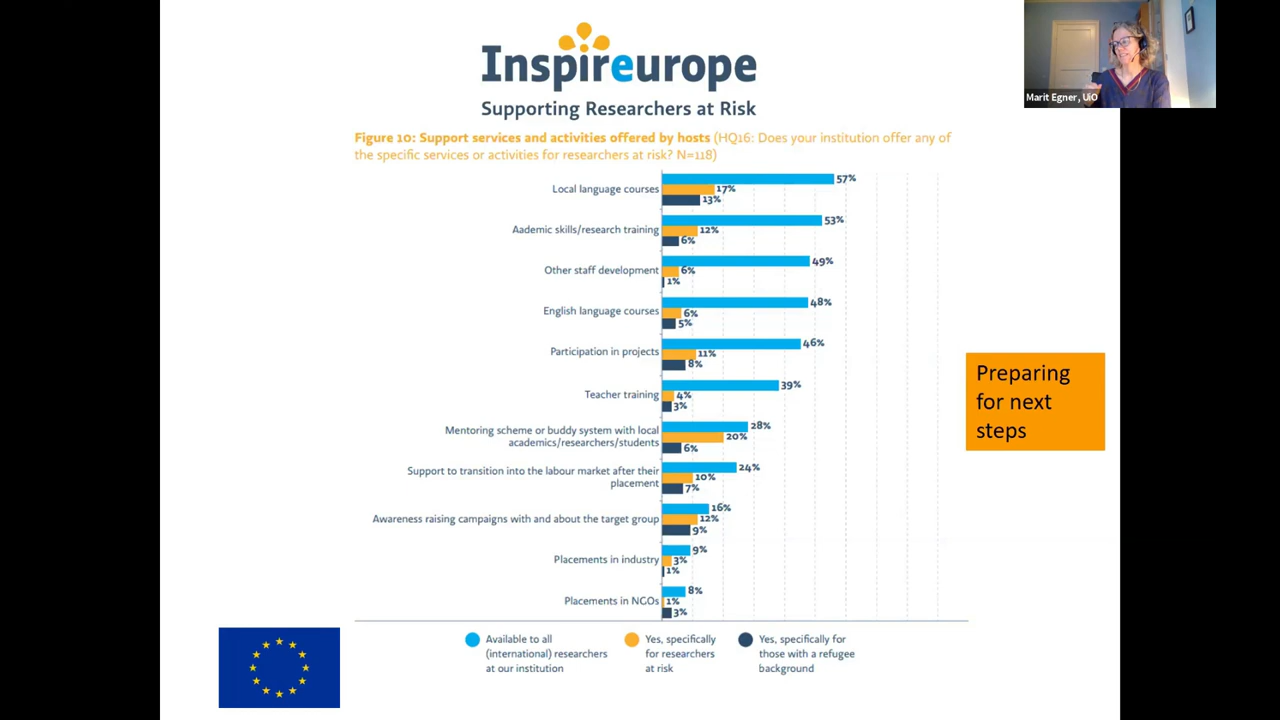 Inspireurope
Supporting Researchers at Risk
Marit Egner, UiO
Figure 10: Support services and activities offered by hosts (HQ16: Does your institution offer any of
the specific services or activities for researchers at risk? N=118)
Local language courses
57%
17%
13%
Aademic skills/research training
53%
12%
6%
Other staff development
49%
6%
1%
English language courses
48%
6%
5%
Participation in projects
46%
11%
8%
Teacher training
39%
4%
3%
Mentoring scheme or buddy system with local
academics/researchers/students
28%
20%
6%
Support to transition into the labour market after their
placement
24%
10%
7%
Awareness raising campaigns with and about the target group
16%
12%
9%
Placements in industry
9%
3%
1%
Placements in NGOs
8%
1%
3%
Preparing
for next
steps
Available to all
(international) researchers
at our institution
Yes, specifically
for researchers
at risk
Yes, specifically for
those with a refugee
background